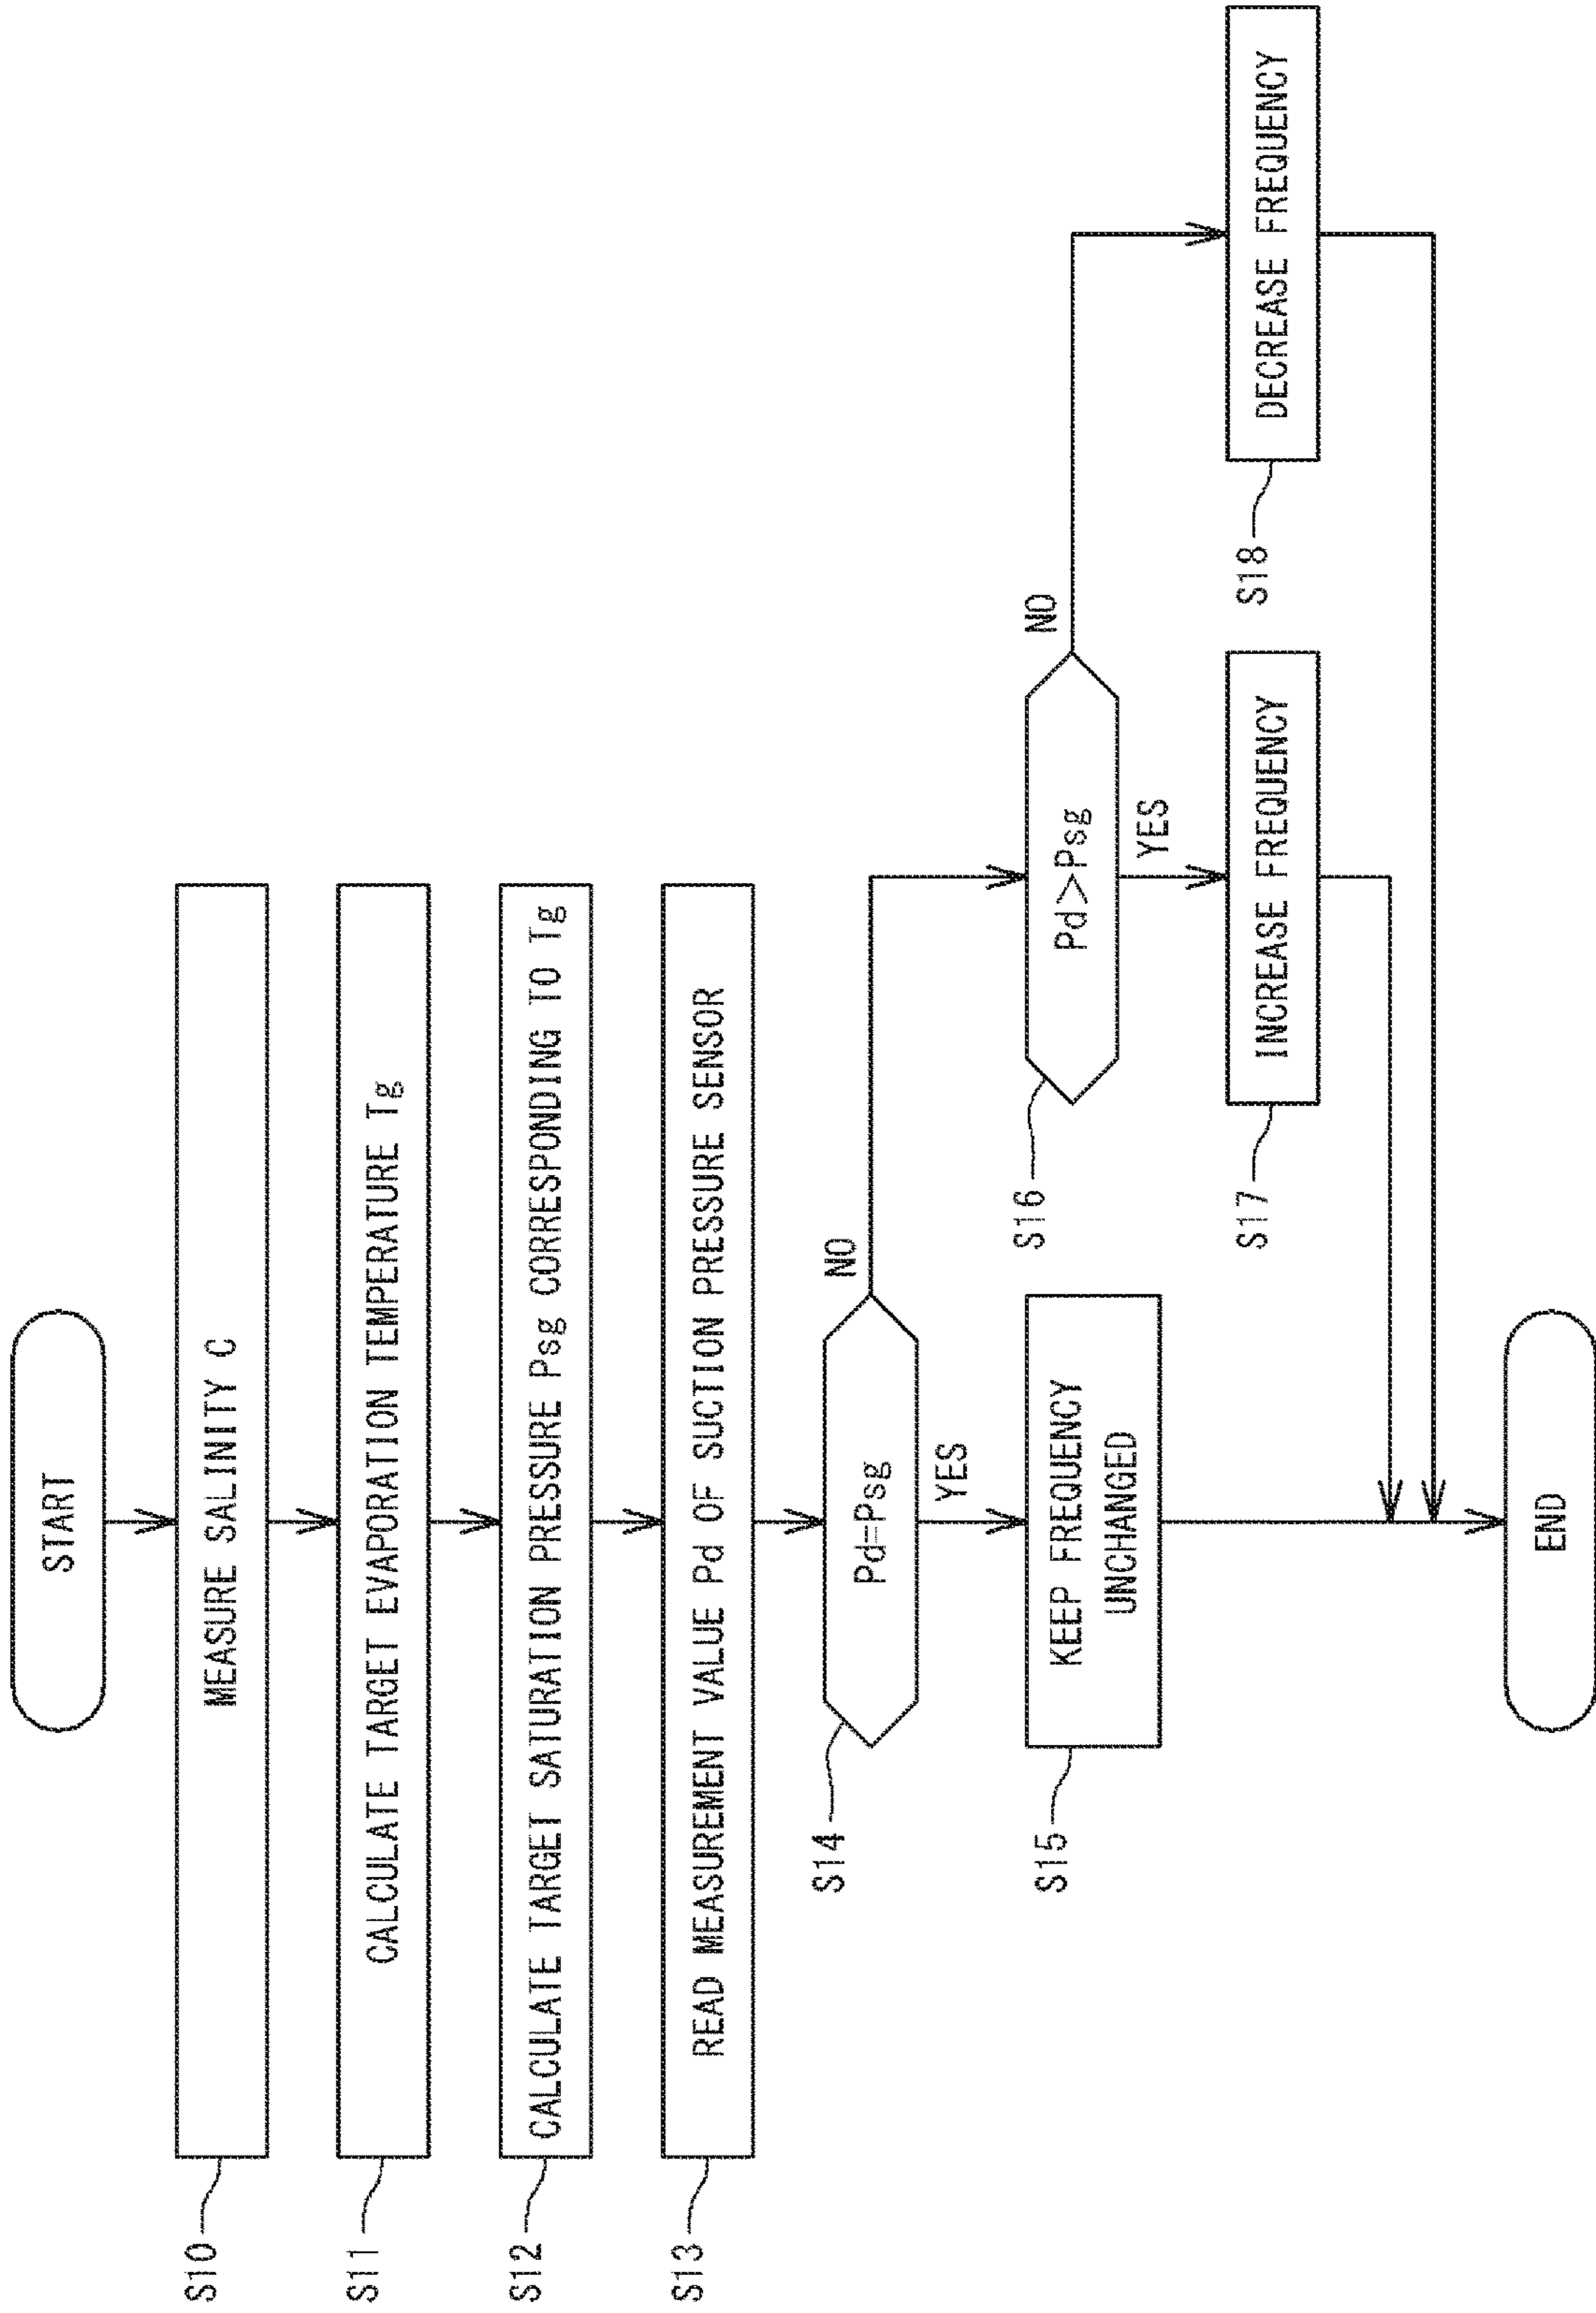 START
S10
MEASURE SALINITY C
S11
CALCULATE TARGET EVAPORATION TEMPERATURE Tg
S12
CALCULATE TARGET SATURATION PRESSURE Psg CORRESPONDING TO Tg
S13
READ MEASUREMENT VALUE Pd OF SUCTION PRESSURE SENSOR
S14
Pd=Psg
NO
YES
S15
KEEP FREQUENCY
UNCHANGED
S16
Pd>Psg
NO
YES
S17
INCREASE FREQUENCY
S18
DECREASE FREQUENCY
END